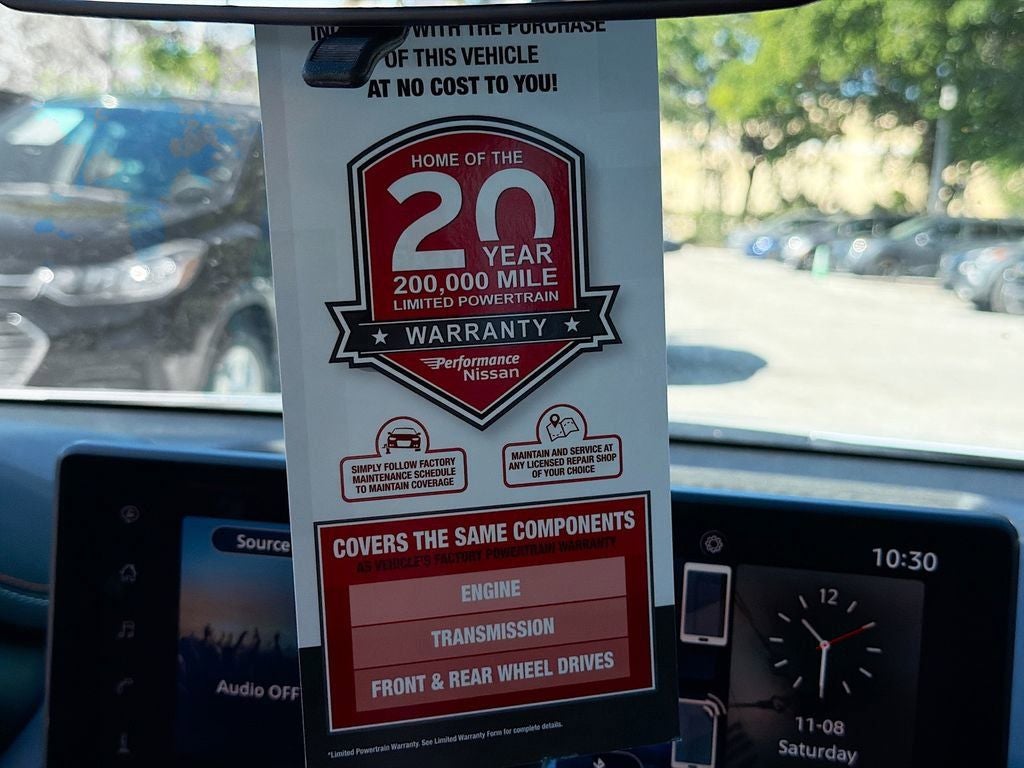 WITH THE PURCHASE
OF THIS VEHICLE
AT NO COST TO YOU!
HOME OF THE
20
YEAR
200,000 MILE
LIMITED POWERTRAIN
WARRANTY
Performance
Nissan
SIMPLY FOLLOW FACTORY
MAINTENANCE SCHEDULE
TO MAINTAIN COVERAGE
MAINTAIN AND SERVICE AT
ANY LICENSED REPAIR SHOP
OF YOUR CHOICE
COVERS THE SAME COMPONENTS
AS VEHICLE'S FACTORY POWERTRAIN WARRANTY
ENGINE
TRANSMISSION
FRONT & REAR WHEEL DRIVES
*Limited Powertrain Warranty. See Limited Warranty Form for complete details.
Source
Audio OFF
10:30
12
11-08
Saturday